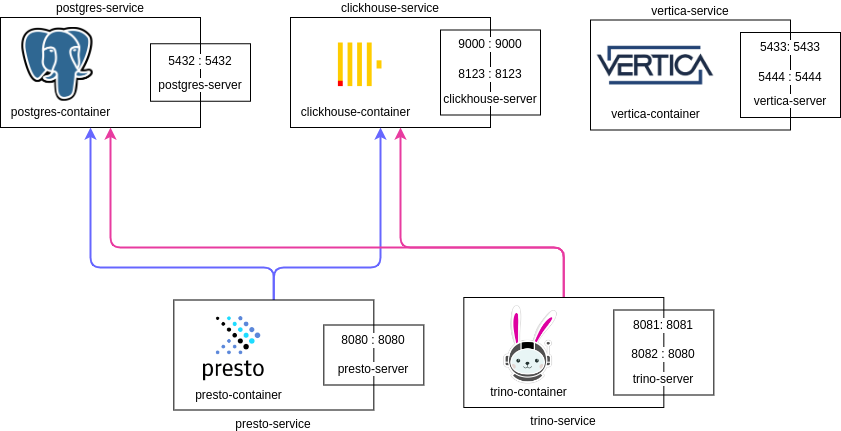 postgres-service
5432 : 5432
postgres-server
postgres-container
clickhouse-service
9000 : 9000
8123 : 8123
clickhouse-server
clickhouse-container
vertica-service
VERTICA
5433: 5433
5444 : 5444
vertica-server
vertica-container
presto
8080 : 8080
presto-server
presto-container
presto-service
8081: 8081
8082 : 8080
trino-server
trino-container
trino-service